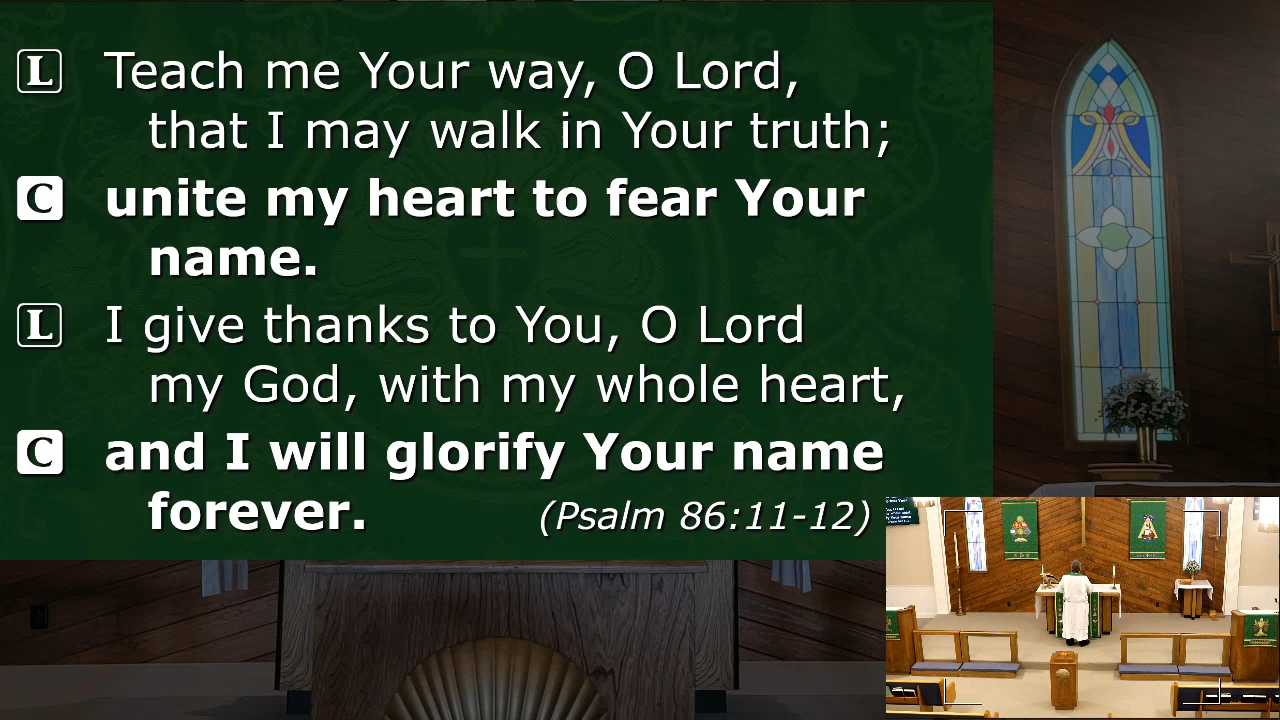 L Teach me Your way, O Lord,
that I may walk in Your truth;
C unite my heart to fear Your
name.
L I give thanks to You, O Lord
my God, with my whole heart,
C and I will glorify Your name
forever. (Psalm 86:11-12)